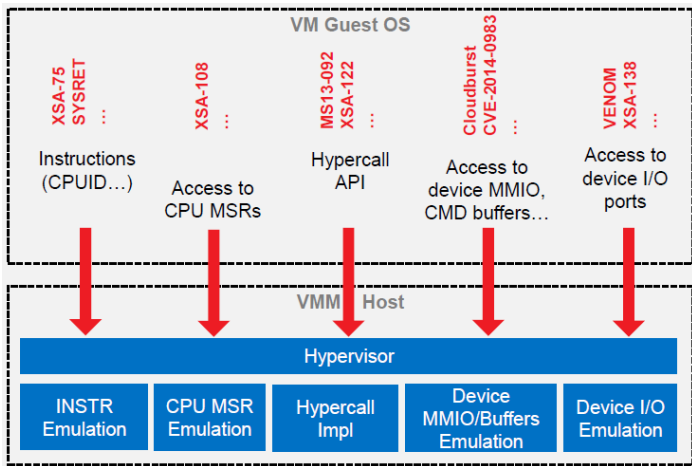 VM Guest OS
XSA-75
SYSRET
…
XSA-108
…
MS13-092
XSA-122
…
Cloudburst
CVE-2014-0983
…
VENOM
XSA-138
…
Instructions
(CPUID…)
Access to
CPU MSRs
Hypercall
API
Access to
device MMIO,
CMD buffers…
Access to
device I/O
ports
VMM Host
Hypervisor
INSTR
Emulation
CPU MSR
Emulation
Hypercall
Impl
Device
MMIO/Buffers
Emulation
Device I/O
Emulation